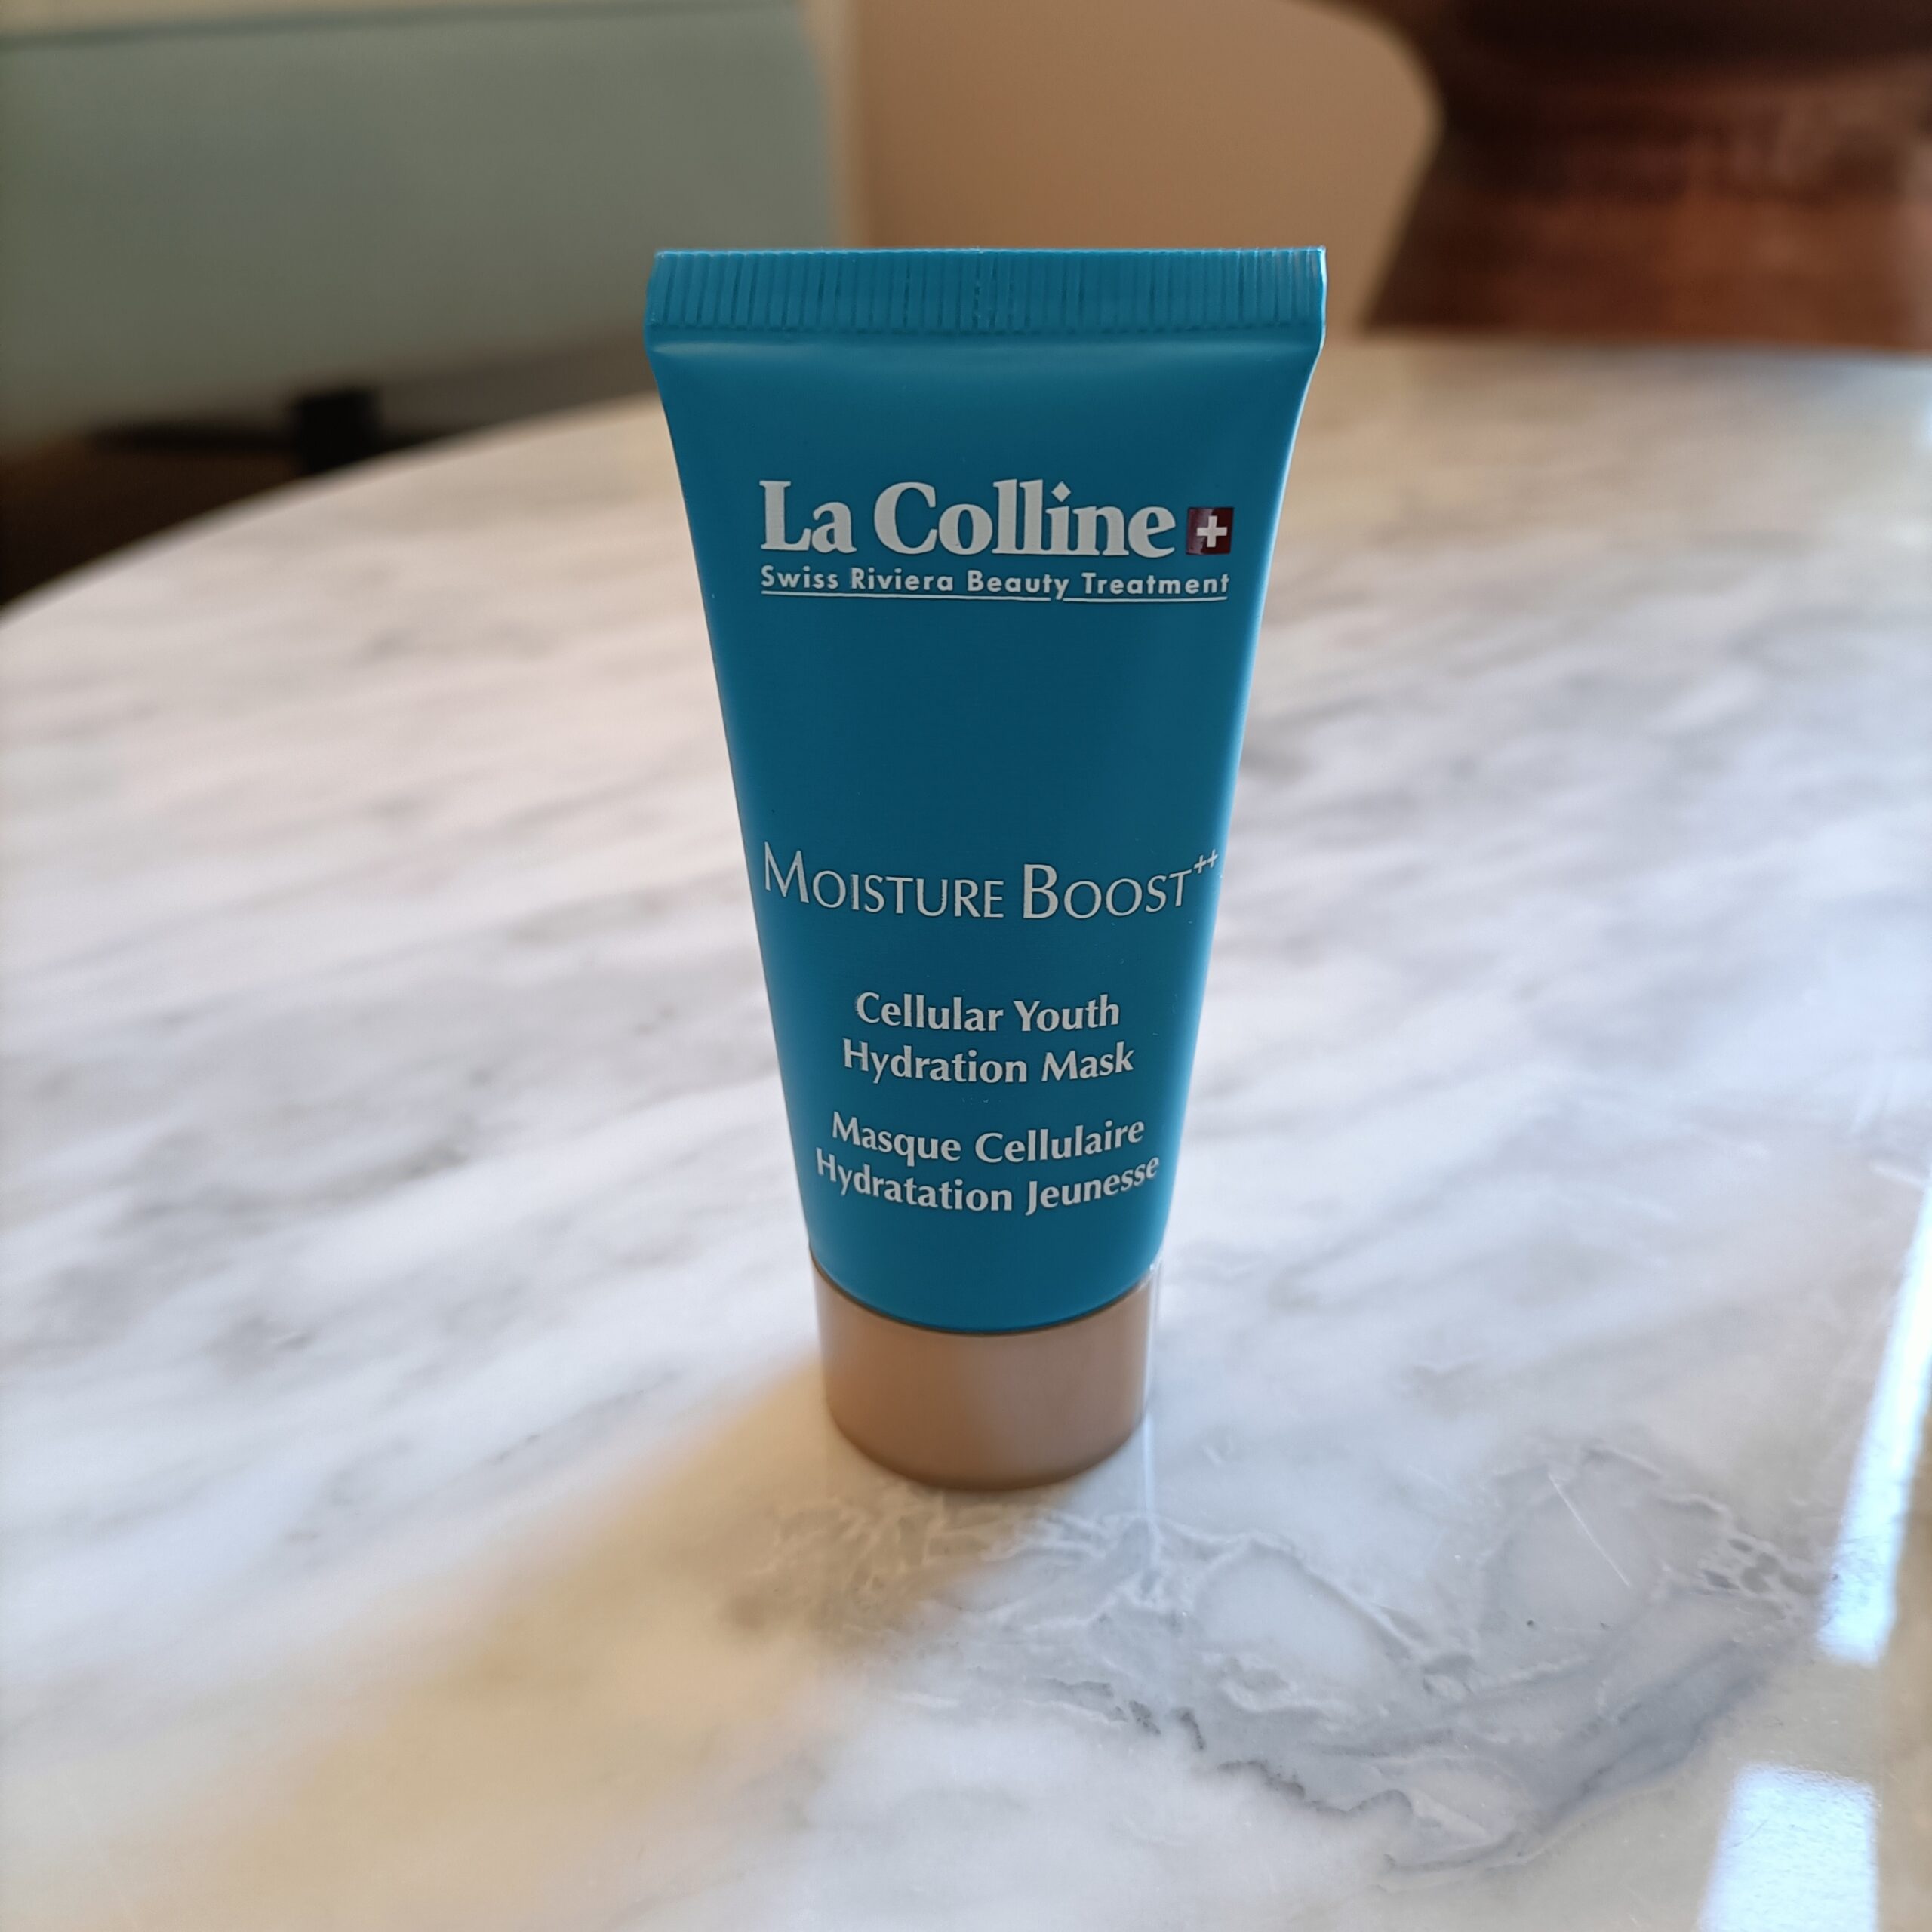 La Colline
Swiss Riviera Beauty Treatment
MOISTURE BOOST++
Cellular Youth
Hydration Mask
Masque Cellulaire
Hydratation Jeunesse